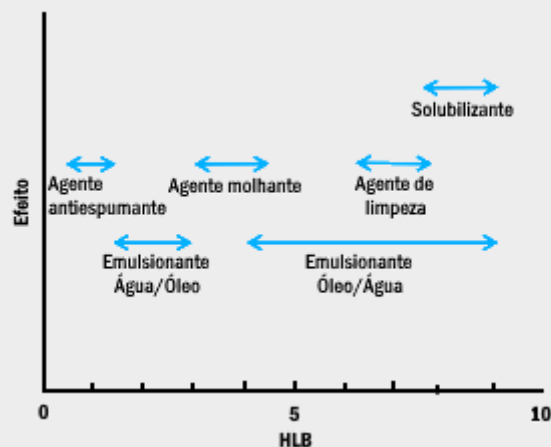 Efeito
Solubilizante
Agente
antiespumante
Agente molhante
Agente de
limpeza
Emulsionante
Água/Óleo
Emulsionante
Óleo/Água
0
5
10
HLB